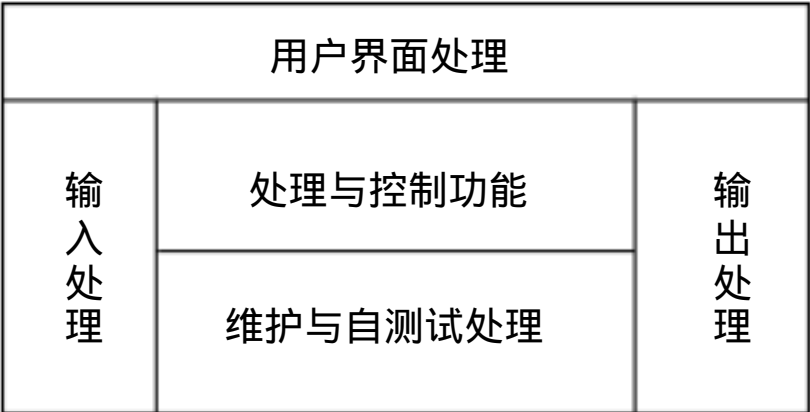 用户界面处理
输入处理
处理与控制功能
维护与自测试处理
输出处理